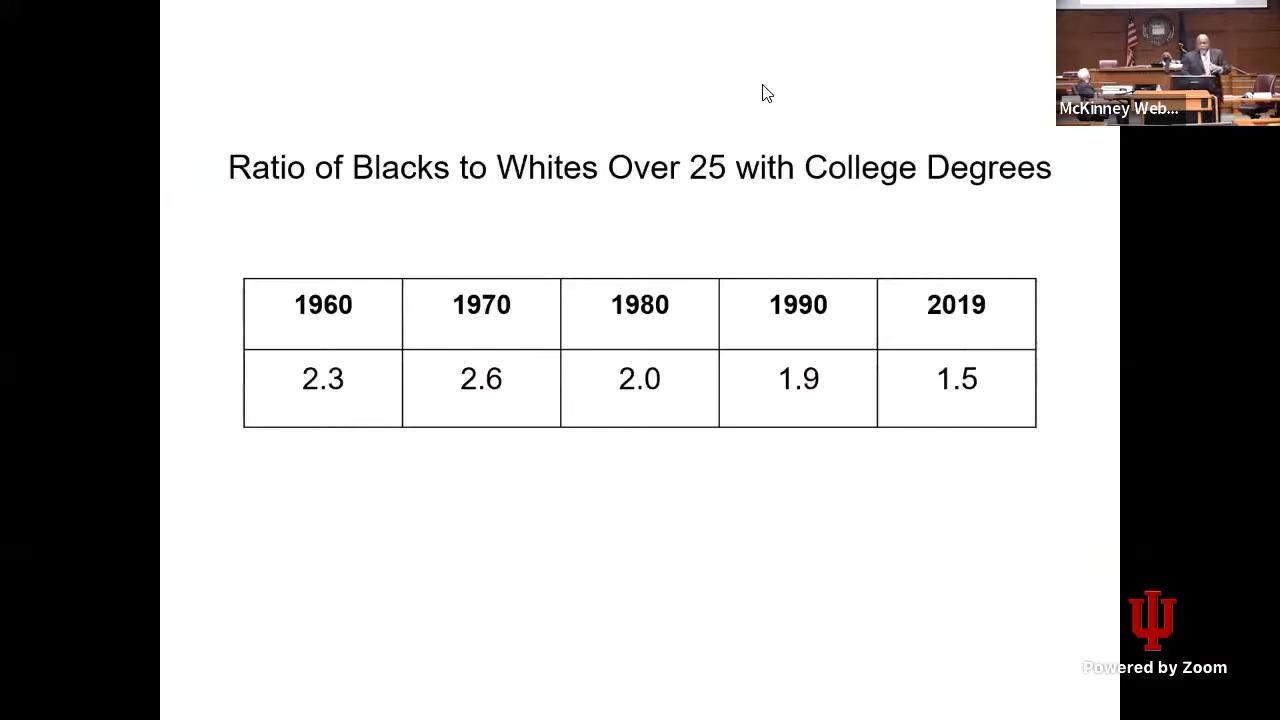 McKinney Web...
Ratio of Blacks to Whites Over 25 with College Degrees
1960 1970 1980 1990 2019
2.3 2.6 2.0 1.9 1.5
Powered by Zoom